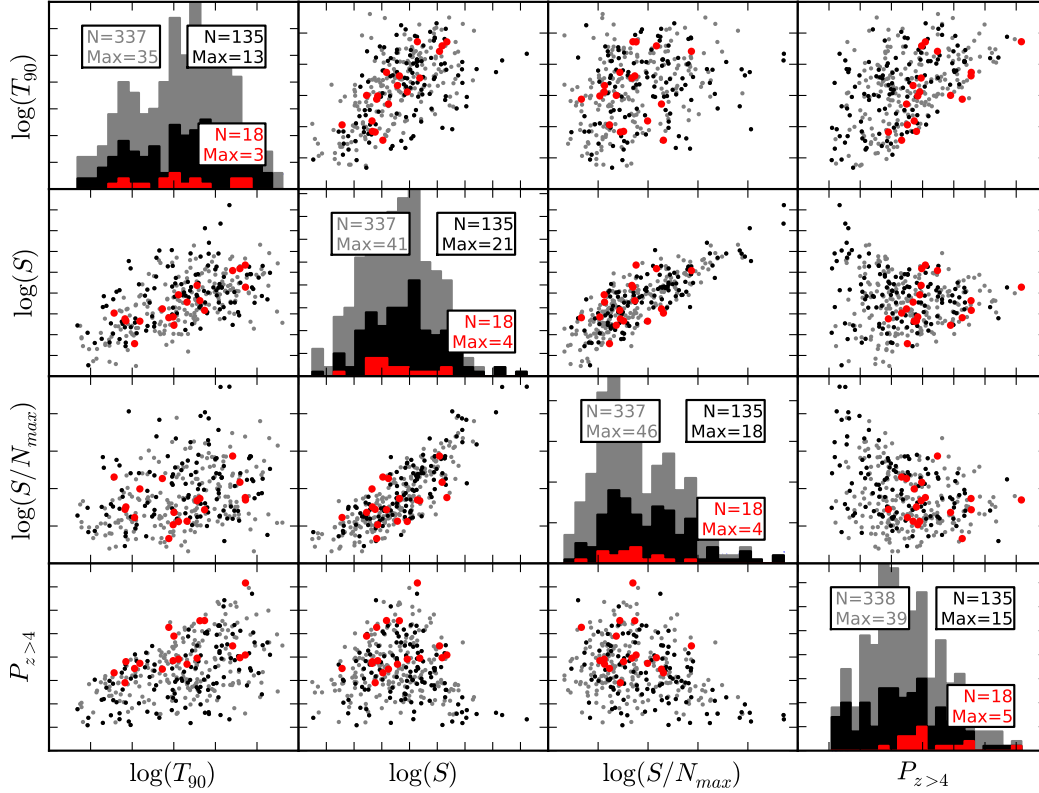 log(T90)
N=337
Max=35
N=135
Max=13
N=18
Max=3
log(S)
N=337
Max=41
N=135
Max=21
N=18
Max=4
log(S/Nmax)
N=337
Max=46
N=135
Max=18
N=18
Max=4
Pz>4
N=338
Max=39
N=135
Max=15
N=18
Max=5
log(T90)
log(S)
log(S/Nmax)
Pz>4